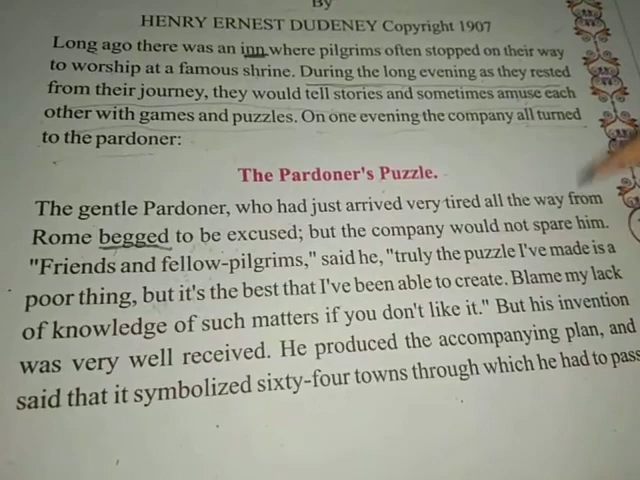 By
HENRY ERNEST DUDENEY Copyright 1907
Long ago there was an inn where pilgrims often stopped on their way
to worship at a famous shrine. During the long evening as they rested
from their journey, they would tell stories and sometimes amuse each
other with games and puzzles. On one evening the company all turned
to the pardoner:
The Pardoner's Puzzle.
The gentle Pardoner, who had just arrived very tired all the way from
Rome begged to be excused; but the company would not spare him.
"Friends and fellow-pilgrims," said he, "truly the puzzle I've made is a
poor thing, but it's the best that I've been able to create. Blame my lack
of knowledge of such matters if you don't like it." But his invention
was very well received. He produced the accompanying plan, and
said that it symbolized sixty-four towns through which he had to pass